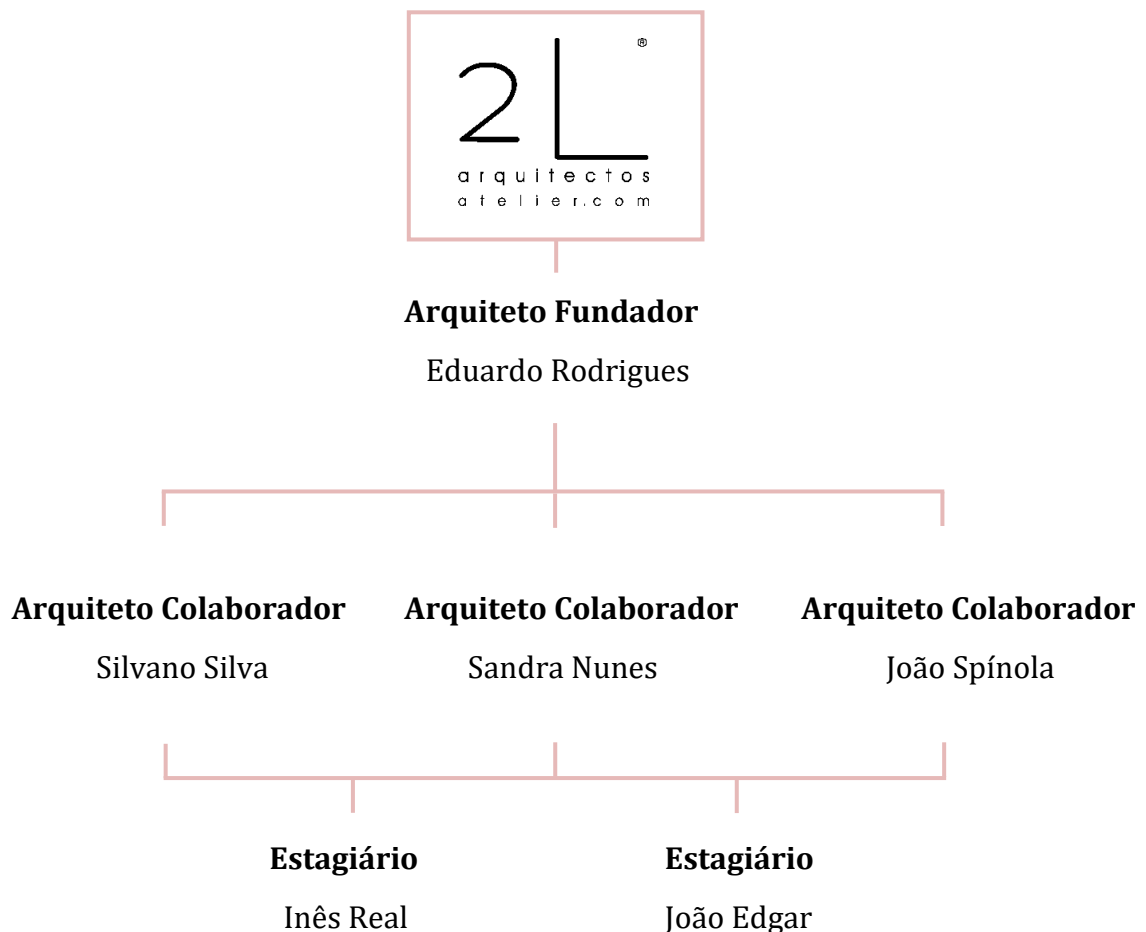 2L®
arquitectos
atelier.com
Arquiteto Fundador
Eduardo Rodrigues
Arquiteto Colaborador Arquiteto Colaborador Arquiteto Colaborador
Silvano Silva Sandra Nunes João Spínola
Estagiário Estagiário
Inês Real João Edgar